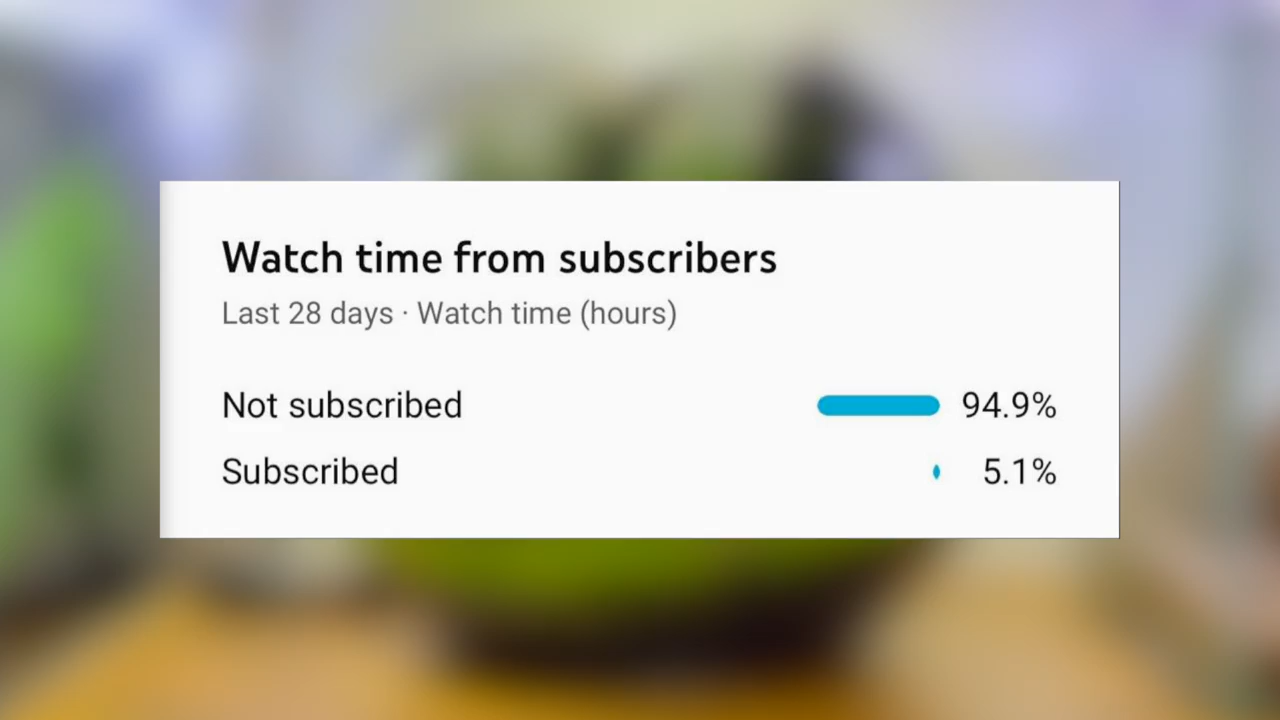 Watch time from subscribers
Last 28 days · Watch time (hours)
Not subscribed 94.9%
Subscribed 5.1%